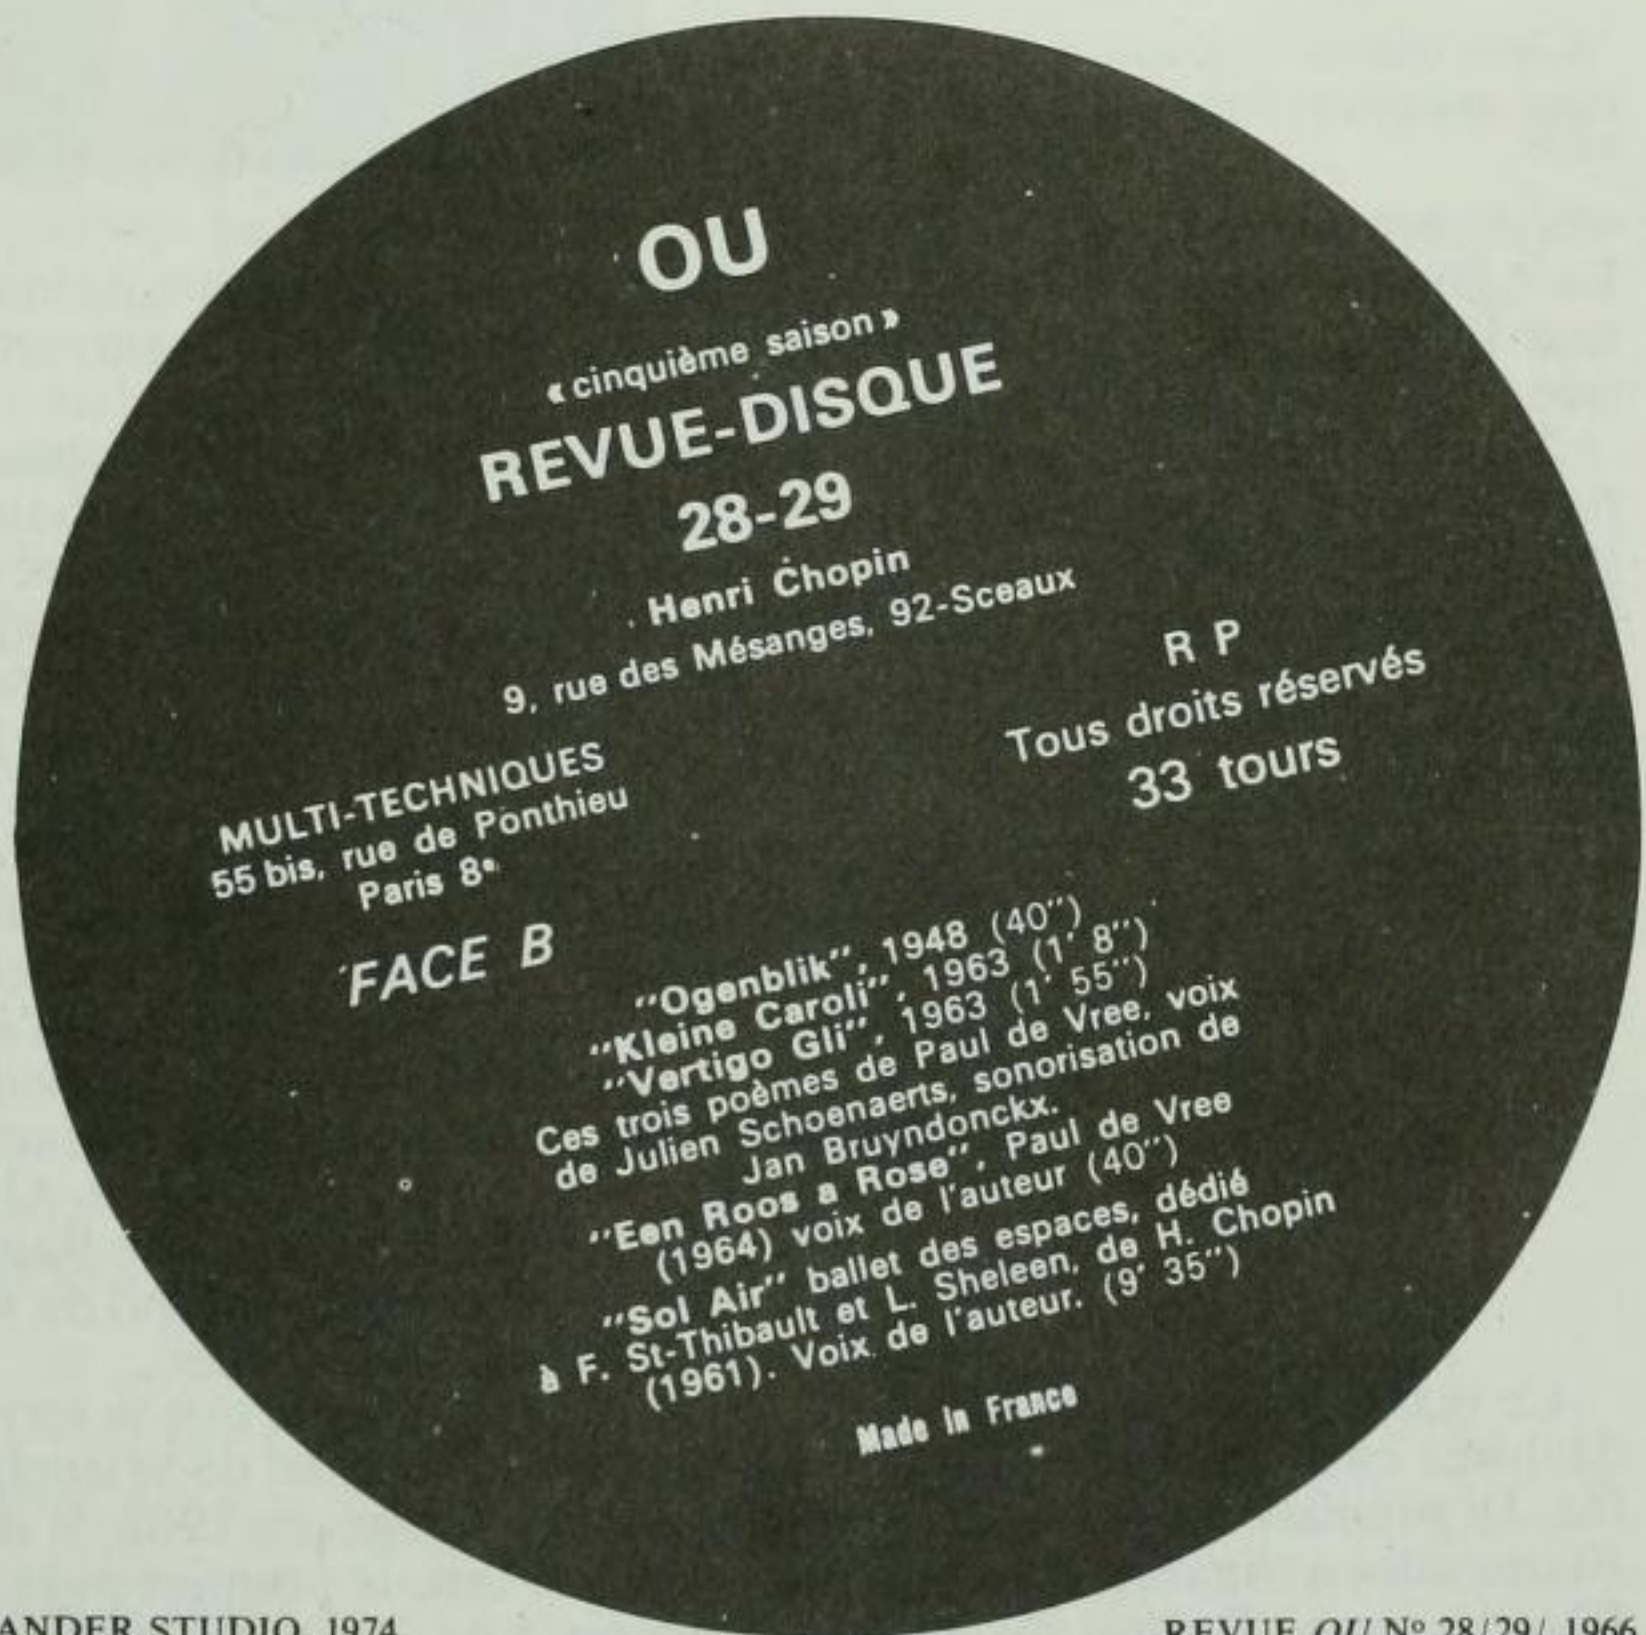 OU
« cinquième saison »
REVUE-DISQUE
28-29
Henri Chopin
9, rue des Mésanges, 92-Sceaux
R P
Tous droits réservés
33 tours
MULTI-TECHNIQUES
55 bis, rue de Ponthieu
Paris 8e
FACE B
"Ogenblik", 1948 (40")
"Kleine Caroli", 1963 (1' 8")
"Vertigo Gli", 1963 (1' 55")
Ces trois poèmes de Paul de Vree, voix
de Julien Schoenaerts, sonorisation de
Jan Bruyndonckx.
"Een Roos a Rose", Paul de Vree
(1964) voix de l'auteur (40")
"Sol Air" ballet des espaces, dédié
à F. St-Thibault et L. Sheleen, de H. Chopin
(1961). Voix de l'auteur. (9' 35")
Made in France
ANDER STUDIO, 1974
REVUE OU Nº 28/29/ 1966